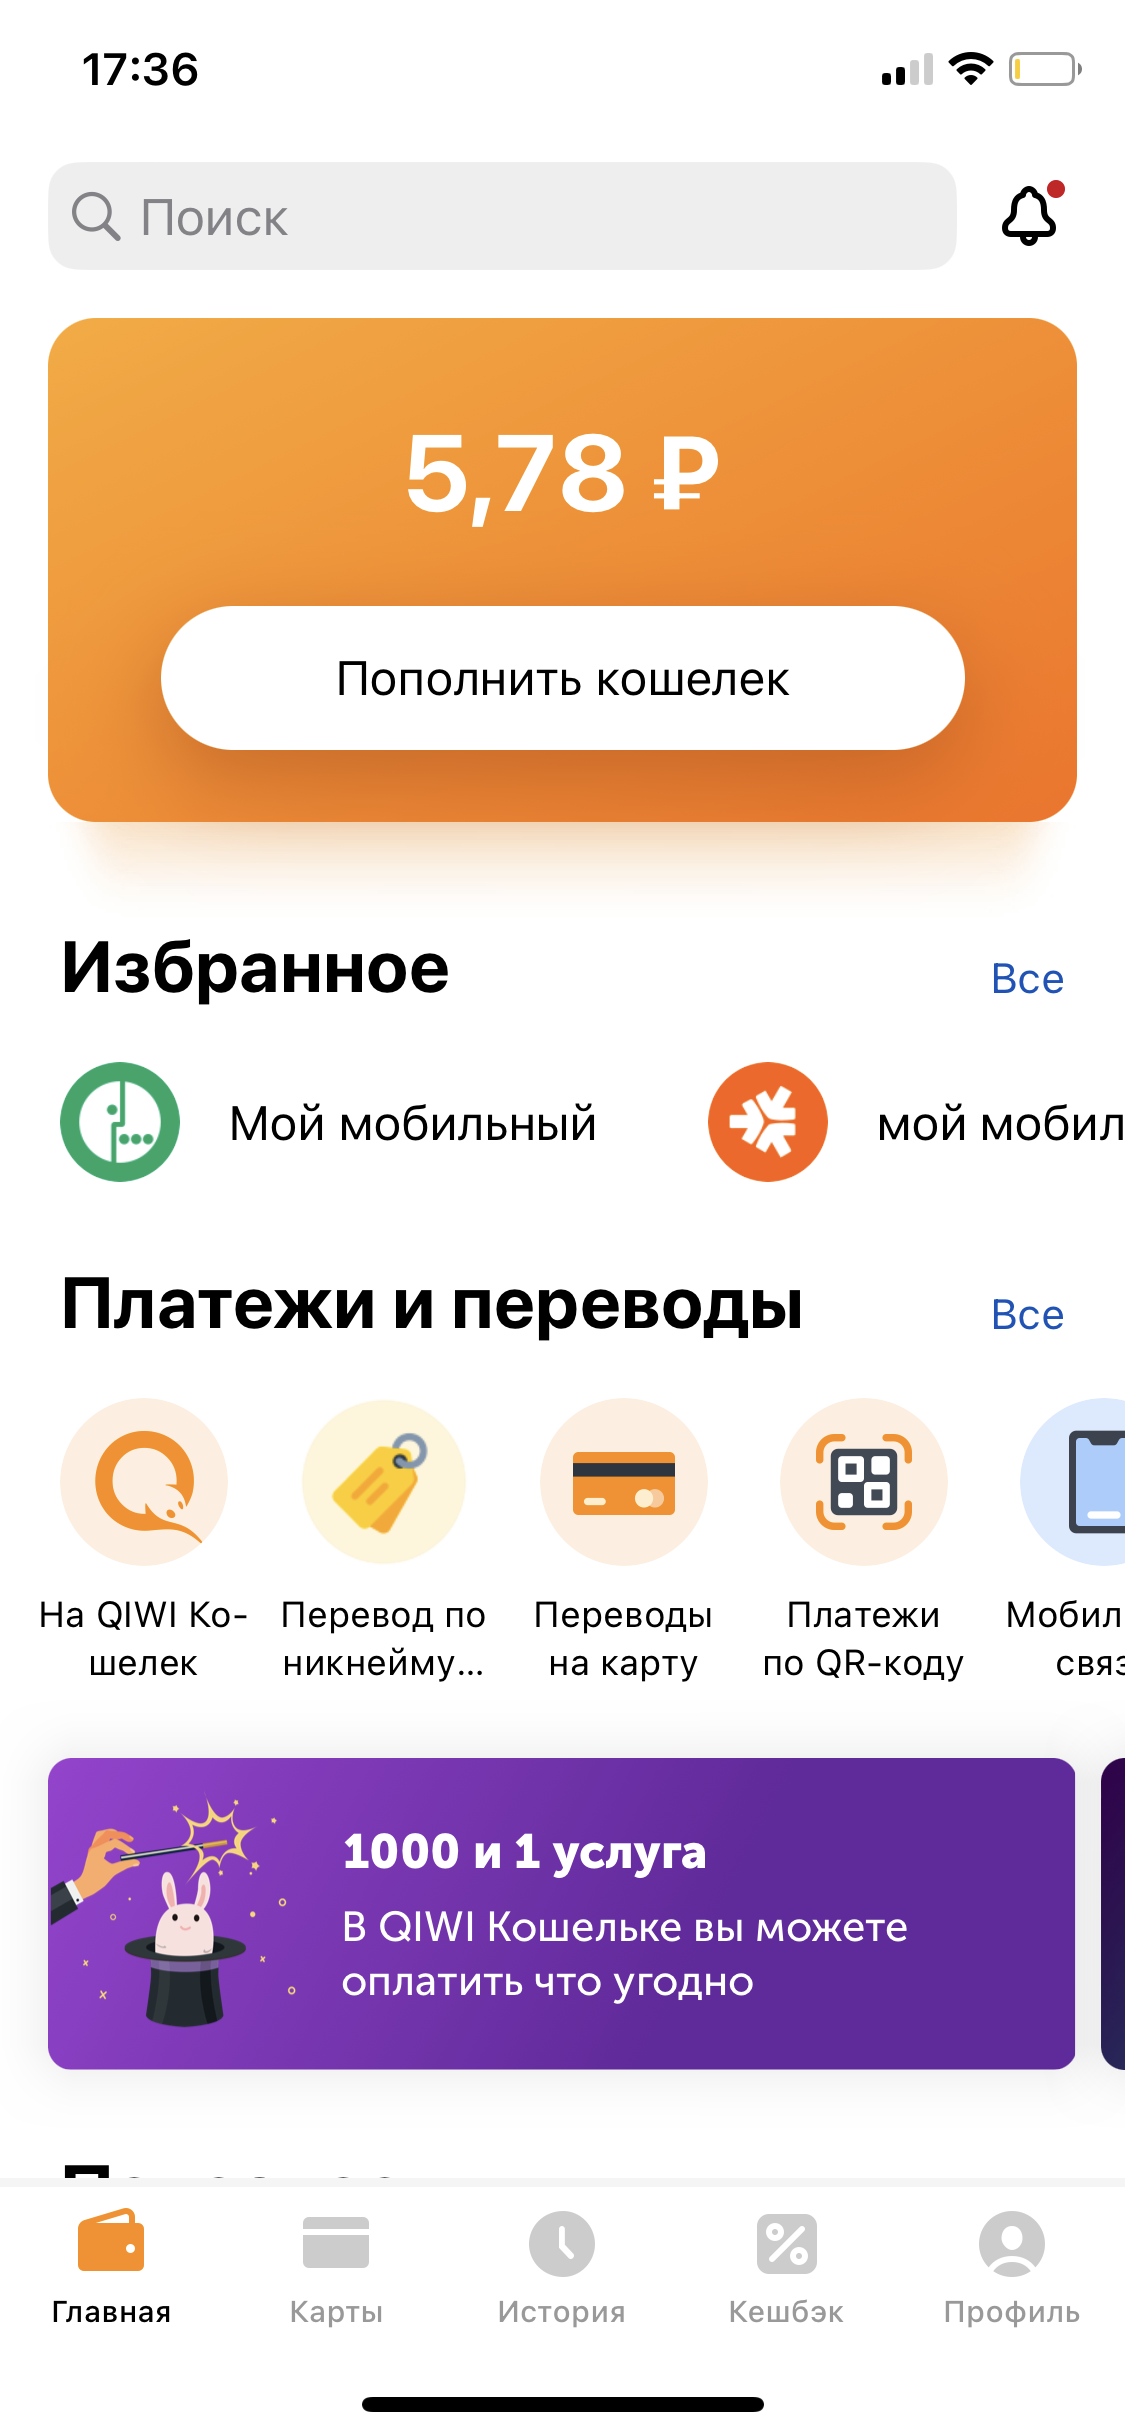 17:36
Поиск
5,78 ₽
Пополнить кошелек
Избранное
Все
Мой мобильный
мой мобил
Платежи и переводы
Все
На QIWI Ко-
шелек
Перевод по
никнейму...
Переводы
на карту
Платежи
по QR-коду
Мобил
связ
1000 и 1 услуга
В QIWI Кошельке вы можете
оплатить что угодно
Главная
Карты
История
Кешбэк
Профиль